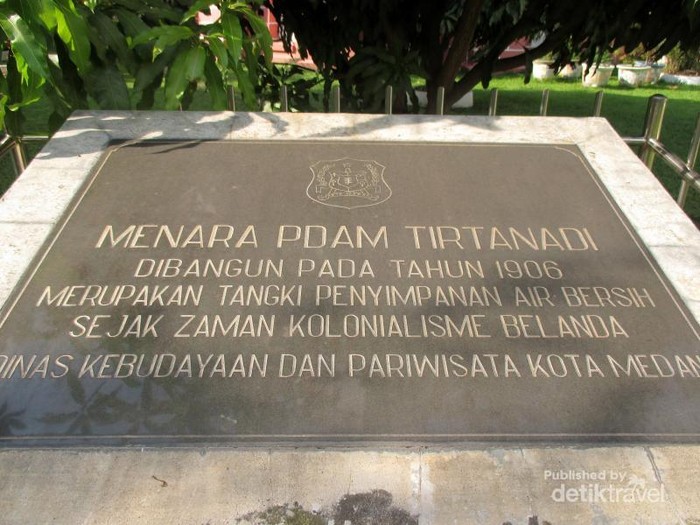 MENARA PDAM TIRTANADI
DIBANGUN PADA TAHUN 1906
MERUPAKAN TANGKI PENYIMPANAN AIR BERSIH
SEJAK ZAMAN KOLONIALISME BELANDA
DINAS KEBUDAYAAN DAN PARIWISATA KOTA MEDAN
Published by
detiktravel